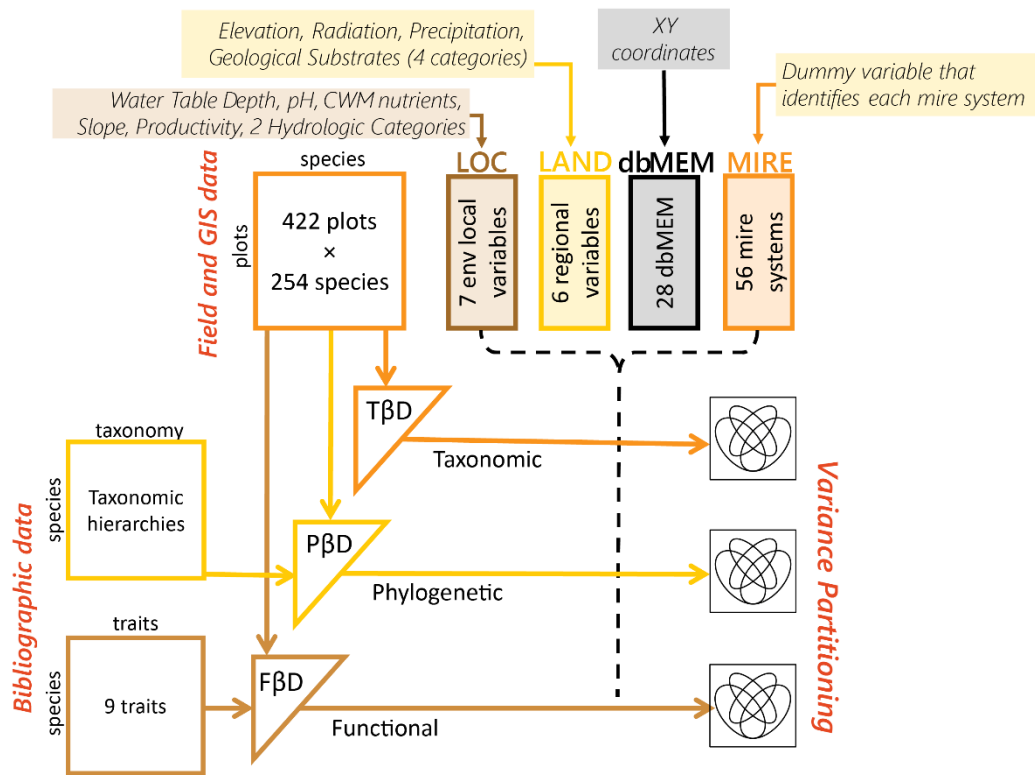 Elevation, Radiation, Precipitation,
Geological Substrates (4 categories)
XY
coordinates
Dummy variable that
identifies each mire system
Water Table Depth, pH, CWM nutrients,
Slope, Productivity, 2 Hydrologic Categories
LOC
LAND
dbMEM
MIRE
Field and GIS data
species
plots
422 plots
×
254 species
7 env local
variables
6 regional variables
28 dbMEM
56 mire
systems
TβD
Taxonomic
Bibliographic data
taxonomy
species
Taxonomic
hierarchies
PβD
Phylogenetic
traits
species
9 traits
FβD
Functional
Variance Partitioning